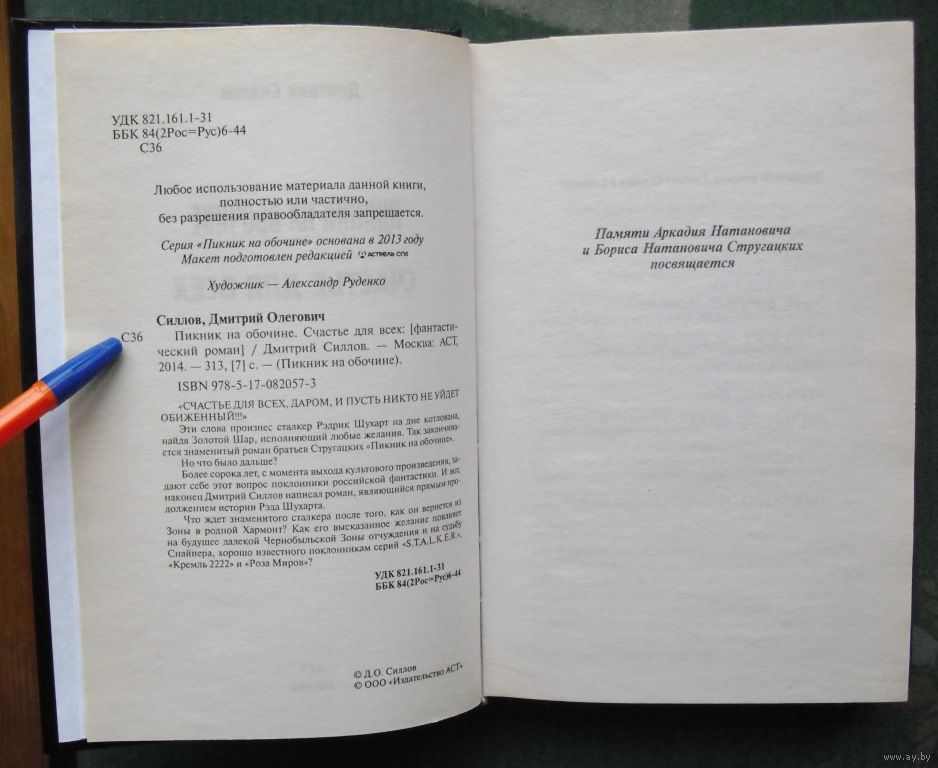 УДК 821.161.1-31
ББК 84(2Рос=Рус)6-44
С36
Любое использование материала данной книги,
полностью или частично,
без разрешения правообладателя запрещается.
Серия «Пикник на обочине» основана в 2013 году
Макет подготовлен редакцией АСТРЕЛЬ СПб
Художник — Александр Руденко
Силлов, Дмитрий Олегович
С36 Пикник на обочине. Счастье для всех: [фантасти-
ческий роман] / Дмитрий Силлов. — Москва: АСТ,
2014. — 313, [7] с. — (Пикник на обочине).
ISBN 978-5-17-082057-3
«СЧАСТЬЕ ДЛЯ ВСЕХ, ДАРОМ, И ПУСТЬ НИКТО НЕ УЙДЕТ
ОБИЖЕННЫЙ!!!»
Эти слова произнес сталкер Рэдрик Шухарт на дне котлована,
найдя Золотой Шар, исполняющий любые желания. Так заканчива-
ется знаменитый роман братьев Стругацких «Пикник на обочине».
Но что было дальше?
Более сорока лет, с момента выхода культового произведения, за-
дают себе этот вопрос поклонники российской фантастики. И вот,
наконец Дмитрий Силлов написал роман, являющийся прямым про-
должением истории Рэда Шухарта.
Что ждет знаменитого сталкера после того, как он вернется из
Зоны в родной Хармонт? Как его высказанное желание повлияет
на будущее далекой Чернобыльской Зоны отчуждения и на судьбу
Снайпера, хорошо известного поклонникам серий «S.T.A.L.K.E.R.»,
«Кремль 2222» и «Роза Миров»?
УДК 821.161.1-31
ББК 84(2Рос=Рус)6-44
© Д.О. Силлов
© ООО «Издательство АСТ»
Памяти Аркадия Натановича
и Бориса Натановича Стругацких
посвящается
www.ay.by